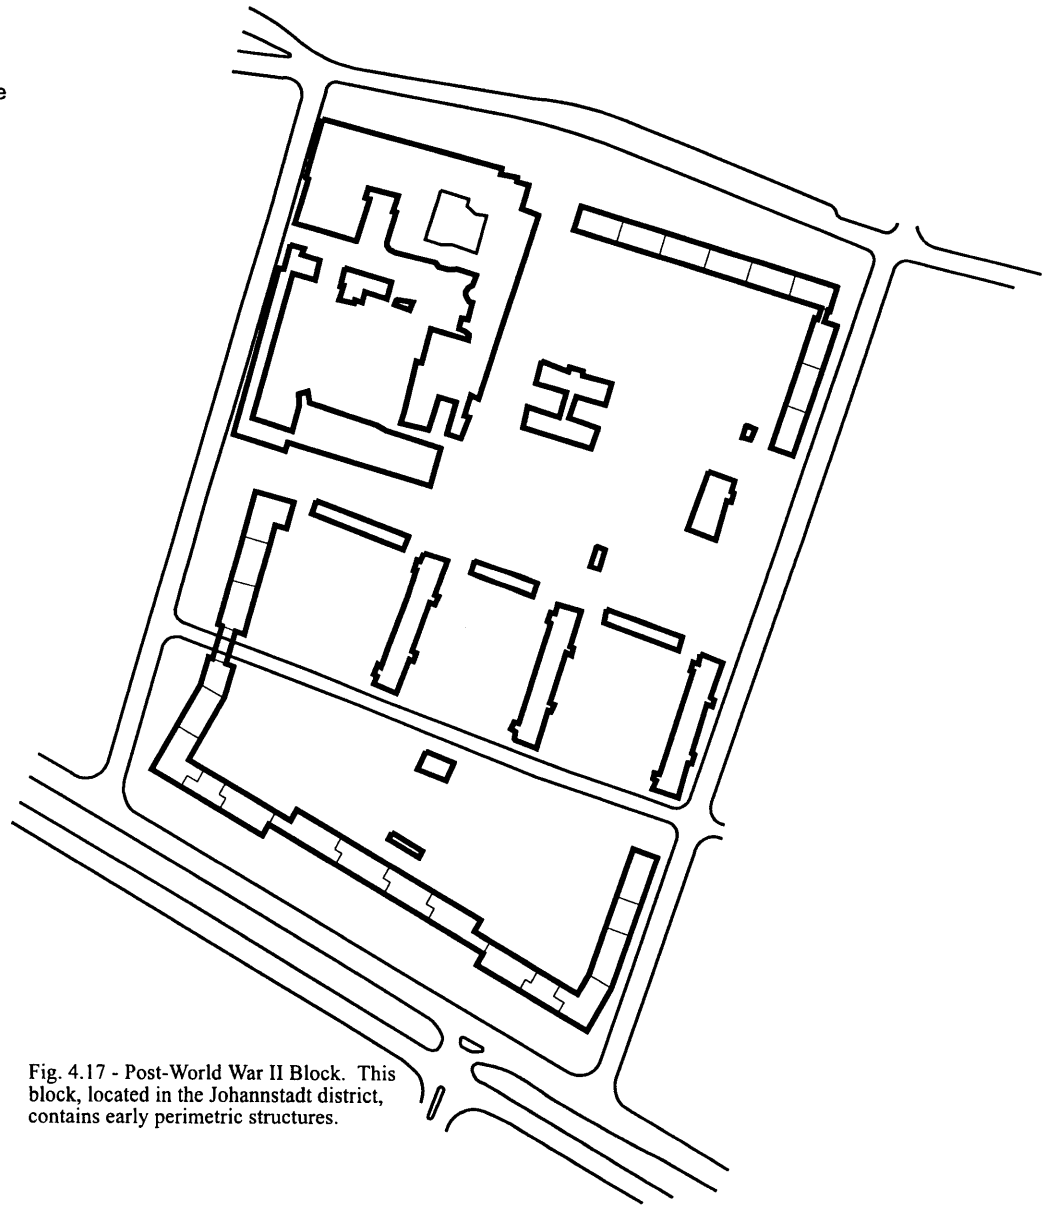 e
Fig. 4.17 - Post-World War II Block. This
block, located in the Johannstadt district,
contains early perimetric structures.